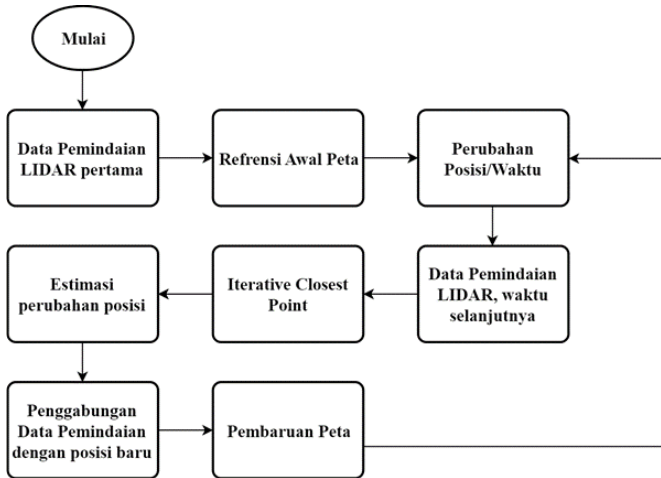 Mulai
Data Pemindaian
LIDAR pertama
Refrensi Awal Peta
Perubahan
Posisi/Waktu
Data Pemindaian
LIDAR, waktu
selanjutnya
Iterative Closest
Point
Estimasi
perubahan posisi
Penggabungan
Data Pemindaian
dengan posisi baru
Pembaruan Peta